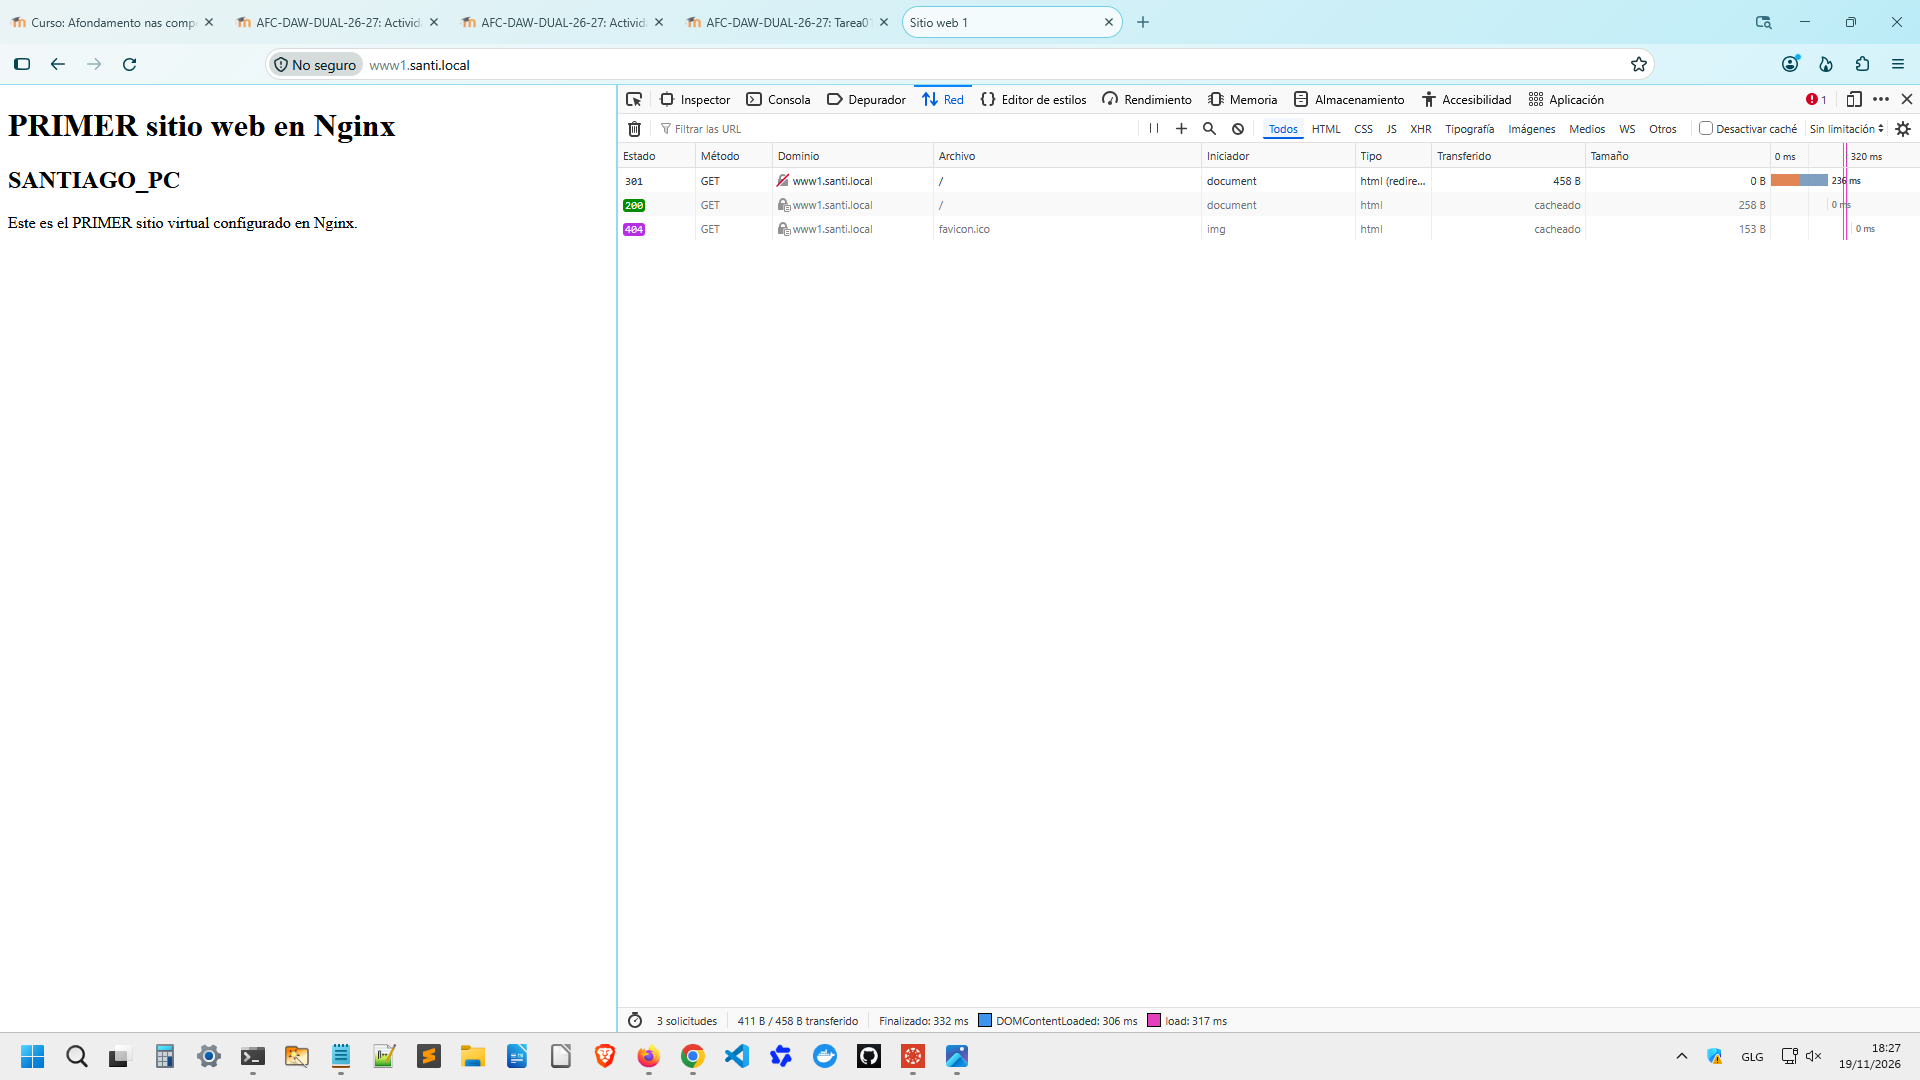 Curso: Afondamento nas comp
AFC-DAW-DUAL-26-27: Activid
AFC-DAW-DUAL-26-27: Activid
AFC-DAW-DUAL-26-27: Tarea01
Sitio web 1
No seguro www1.santi.local
PRIMER sitio web en Nginx
SANTIAGO_PC
Este es el PRIMER sitio virtual configurado en Nginx.
Inspector Consola Depurador Red Editor de estilos Rendimiento Memoria Almacenamiento Accesibilidad Aplicación 1
Filtrar las URL Todos HTML CSS JS XHR Tipografía Imágenes Medios WS Otros Desactivar caché Sin limitación
Estado Método Dominio Archivo Iniciador Tipo Transferido Tamaño 0 ms 320 ms
301 GET www1.santi.local / document html (redire... 458 B 0 B 236 ms
200 GET www1.santi.local / document html cacheado 258 B 0 ms
404 GET www1.santi.local favicon.ico img html cacheado 153 B 0 ms
3 solicitudes 411 B / 458 B transferido Finalizado: 332 ms DOMContentLoaded: 306 ms load: 317 ms
GLG
18:27
19/11/2026